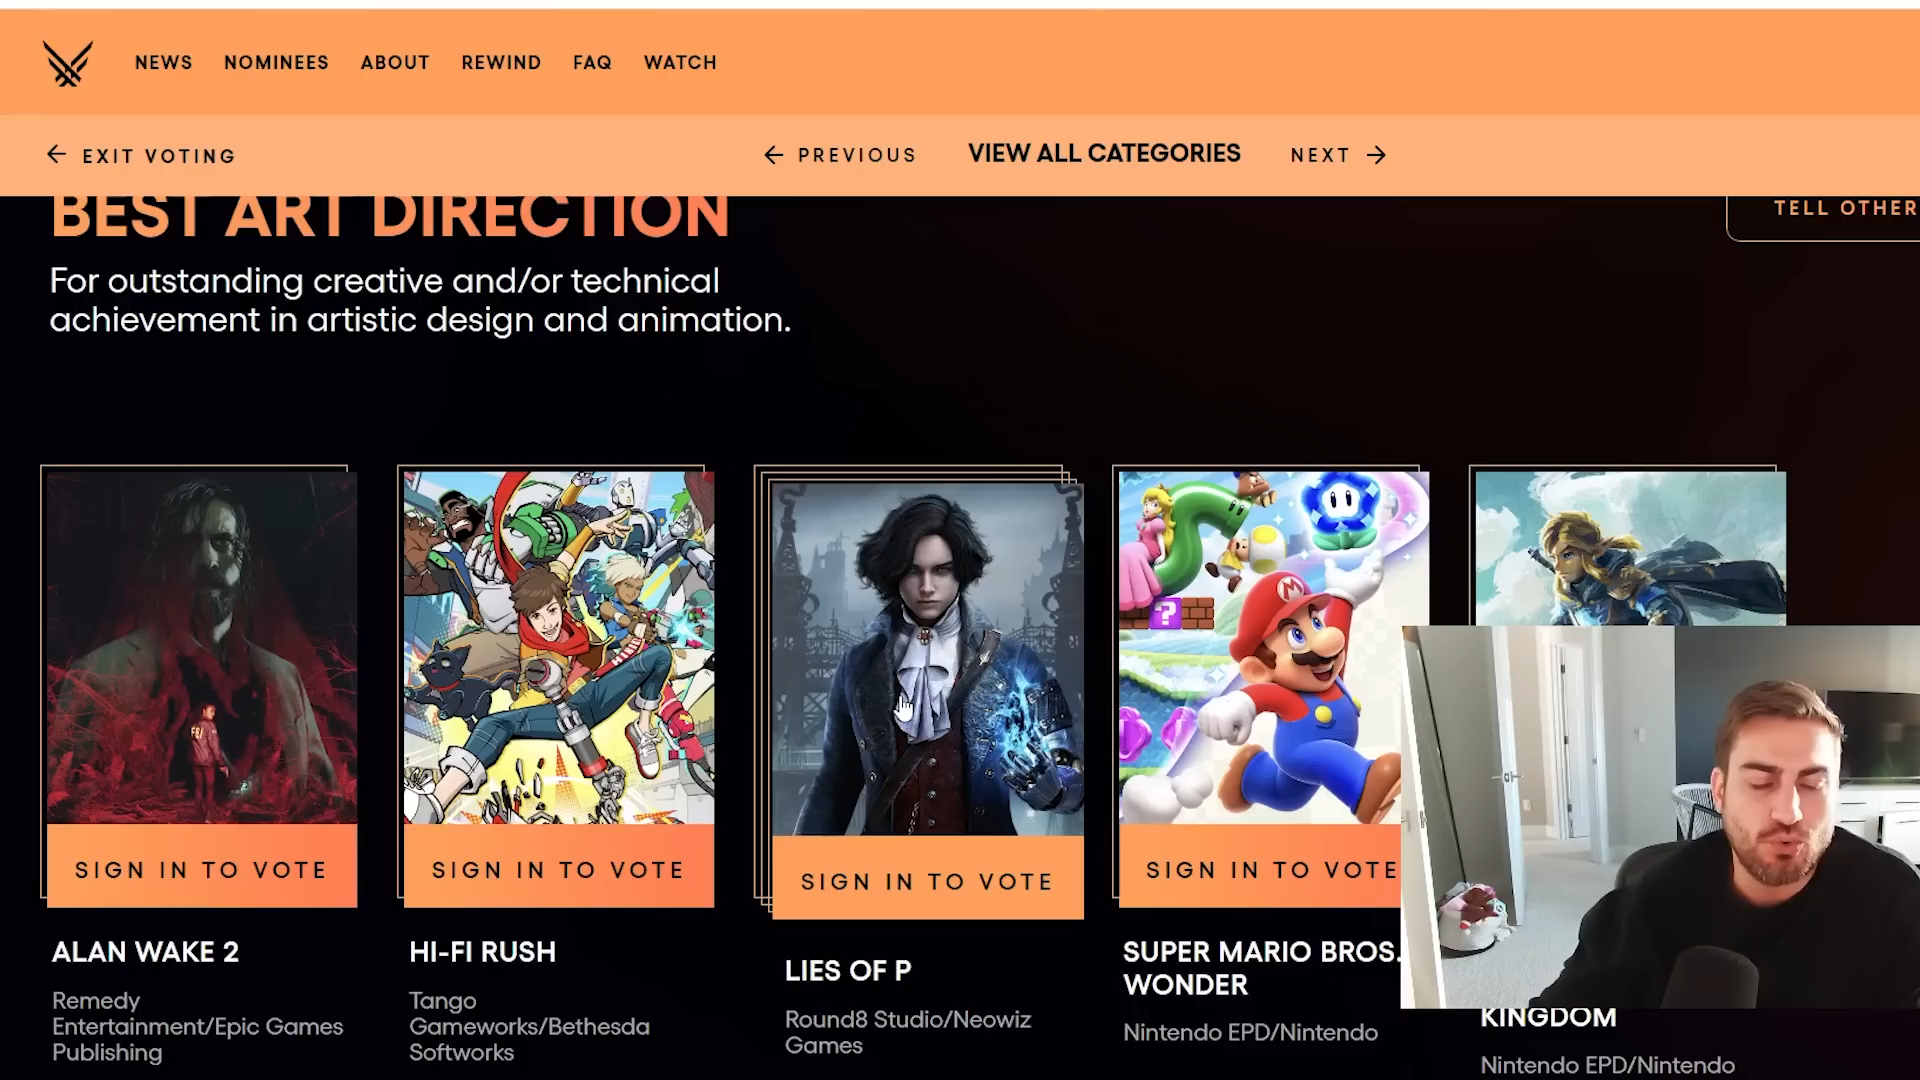 NEWS NOMINEES ABOUT REWIND FAQ WATCH
EXIT VOTING
PREVIOUS
VIEW ALL CATEGORIES
NEXT
BEST ART DIRECTION
TELL OTHER
For outstanding creative and/or technical
achievement in artistic design and animation.
SIGN IN TO VOTE
SIGN IN TO VOTE
SIGN IN TO VOTE
SIGN IN TO VOTE
ALAN WAKE 2
Remedy
Entertainment/Epic Games
Publishing
HI-FI RUSH
Tango
Gameworks/Bethesda
Softworks
LIES OF P
Round8 Studio/Neowiz
Games
SUPER MARIO BROS.
WONDER
Nintendo EPD/Nintendo
KINGDOM
Nintendo EPD/Nintendo